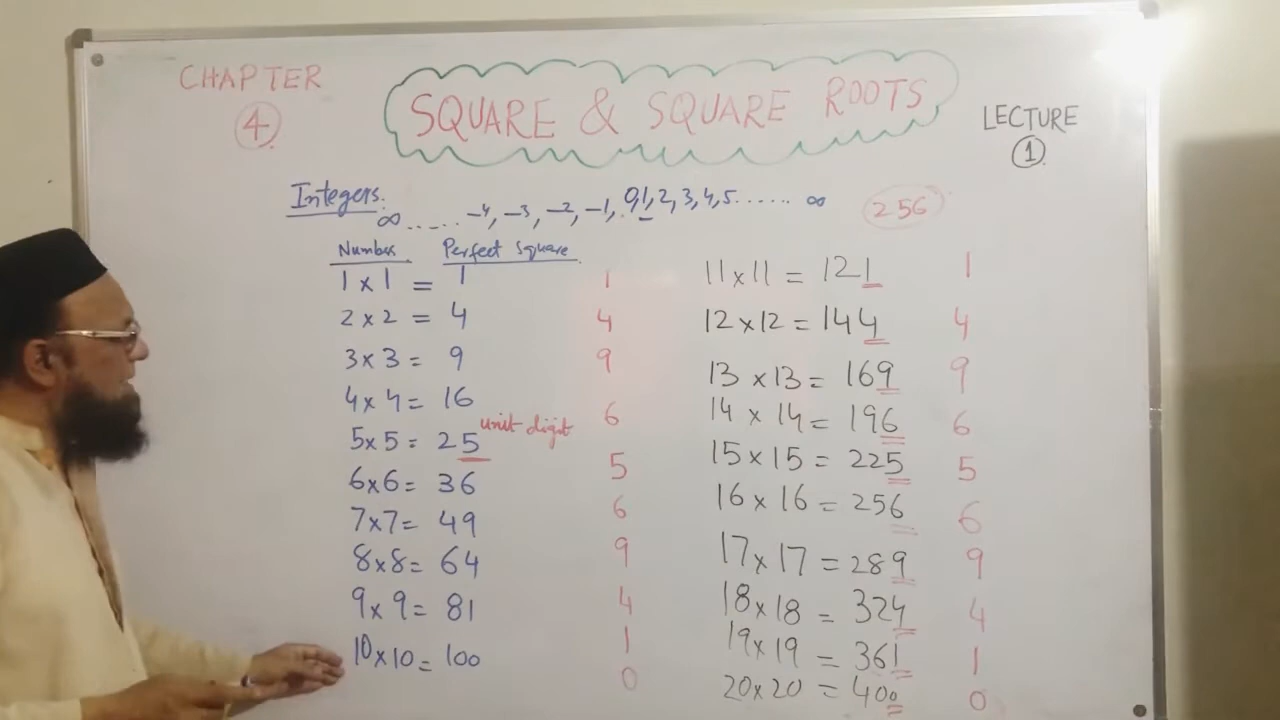 CHAPTER
4
SQUARE & SQUARE ROOTS
LECTURE
1
Integers.
∞ ...... -4, -3, -2, -1, 0,1,2,3,4,5...... ∞
256
Number Perfect Square
1 x 1 = 1 1
2 x 2 = 4 4
3 x 3 = 9 9
4 x 4 = 16 6
5 x 5 = 25 unit digit 5
6 x 6 = 36 6
7 x 7 = 49 9
8 x 8 = 64 4
9 x 9 = 81 1
10 x 10 = 100 0
11 x 11 = 121 1
12 x 12 = 144 4
13 x 13 = 169 9
14 x 14 = 196 6
15 x 15 = 225 5
16 x 16 = 256 6
17 x 17 = 289 9
18 x 18 = 324 4
19 x 19 = 361 1
20 x 20 = 400 0